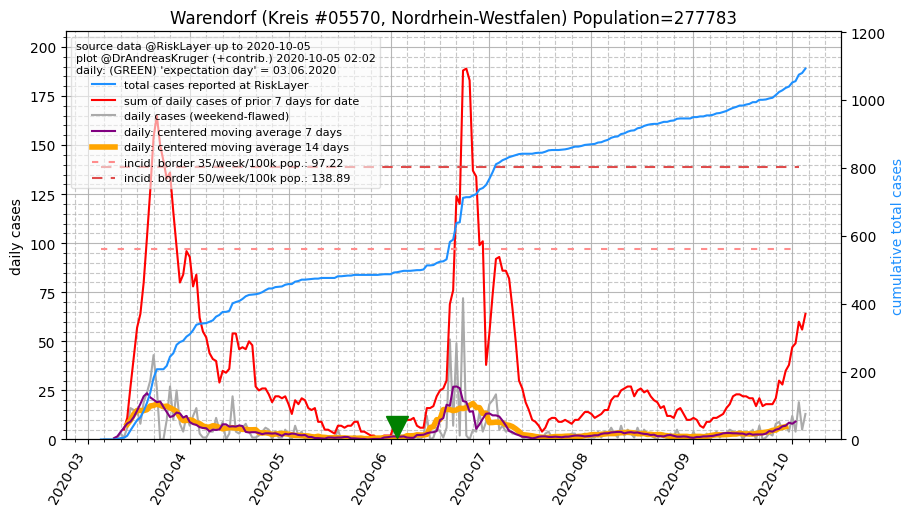 Warendorf (Kreis #05570, Nordrhein-Westfalen) Population=277783
source data @RiskLayer up to 2020-10-05
plot @DrAndreasKruger (+contrib.) 2020-10-05 02:02
daily: (GREEN) 'expectation day' = 03.06.2020
total cases reported at RiskLayer
sum of daily cases of prior 7 days for date
daily cases (weekend-flawed)
daily: centered moving average 7 days
daily: centered moving average 14 days
incid. border 35/week/100k pop.: 97.22
incid. border 50/week/100k pop.: 138.89
daily cases
200
175
150
125
100
75
50
25
0
cumulative total cases
1200
1000
800
600
400
200
0
2020-03
2020-04
2020-05
2020-06
2020-07
2020-08
2020-09
2020-10